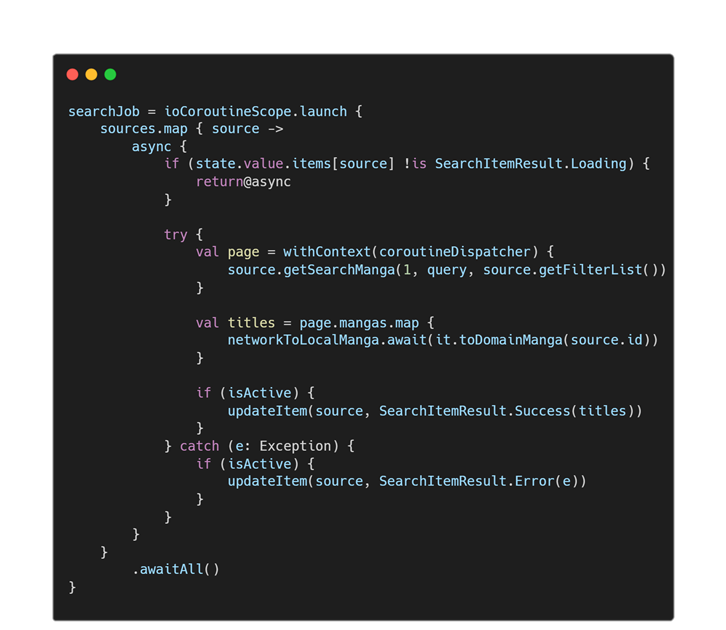 searchJob = ioCoroutineScope.launch {
    sources.map { source ->
        async {
            if (state.value.items[source] !is SearchItemResult.Loading) {
                return@async
            }

            try {
                val page = withContext(coroutineDispatcher) {
                    source.getSearchManga(1, query, source.getFilterList())
                }

                val titles = page.mangas.map {
                    networkToLocalManga.await(it.toDomainManga(source.id))
                }

                if (isActive) {
                    updateItem(source, SearchItemResult.Success(titles))
                }
            } catch (e: Exception) {
                if (isActive) {
                    updateItem(source, SearchItemResult.Error(e))
                }
            }
        }
    }
        .awaitAll()
}